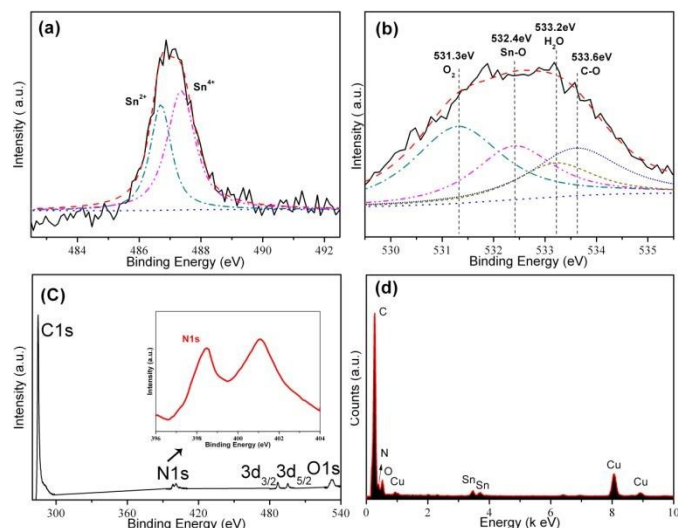 (a)
Sn2+
Sn4+
Intensity ( a.u.)
484
486
488
490
492
Binding Energy (eV)
(b)
531.3eV
O2
532.4eV
Sn-O
533.2eV
H2O
533.6eV
C-O
Intensity (a.u.)
530
531
532
533
534
535
Binding Energy (eV)
(C)
C1s
N1s
Intensity (a.u.)
396
398
400
402
404
Binding Energy (eV)
N1s
3d3/2
3d5/2
O1s
Intensity (a.u.)
300
360
420
480
540
Binding Energy (eV)
(d)
C
N
O
Cu
Sn
Sn
Cu
Cu
Counts (a.u.)
0
2
4
6
8
10
Energy (k eV)